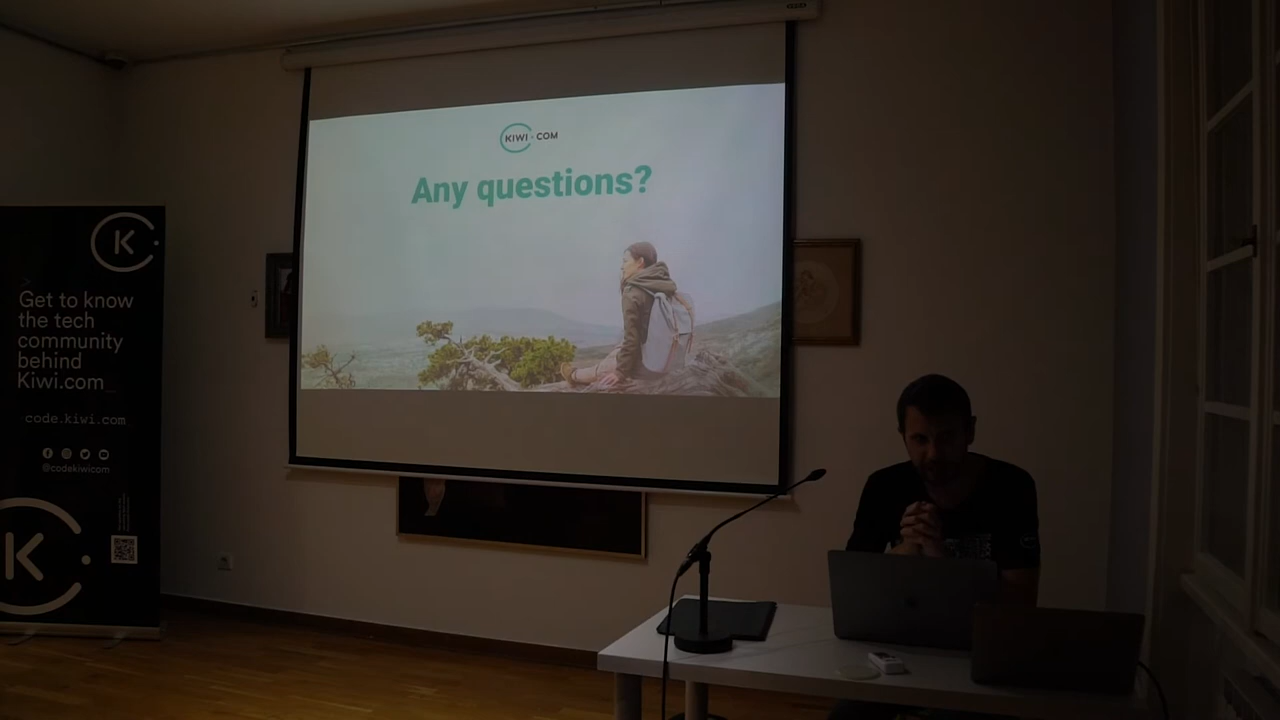 KIWI.COM
Any questions?
K
Get to know
the tech
community
behind
Kiwi.com
code.kiwi.com
@codekiwicom
K